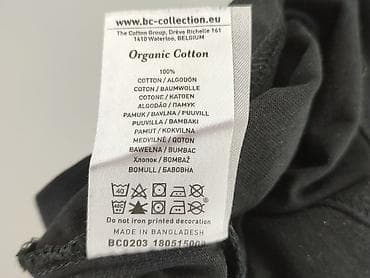 www.bc-collection.eu
The Cotton Group, Drève Richelle 161
1410 Waterloo, BELGIUM
Organic Cotton
100%
COTTON / ALGODÓN
COTON / BAUMWOLLE
COTONE / KATOEN
ALGODÃO / ПАМУК
PAMUK / BAVLNA / PUUVILL
PUUVILLA / BAMBAKI
PAMUT / KOKVILNA
MEDVILNĖ / QOTON
BAWEŁNA / BUMBAC
Хлопок / BOMBAŽ
BOMULL / БАВОВНА
40
Do not iron printed decoration
MADE IN BANGLADESH
BC0203 18051500